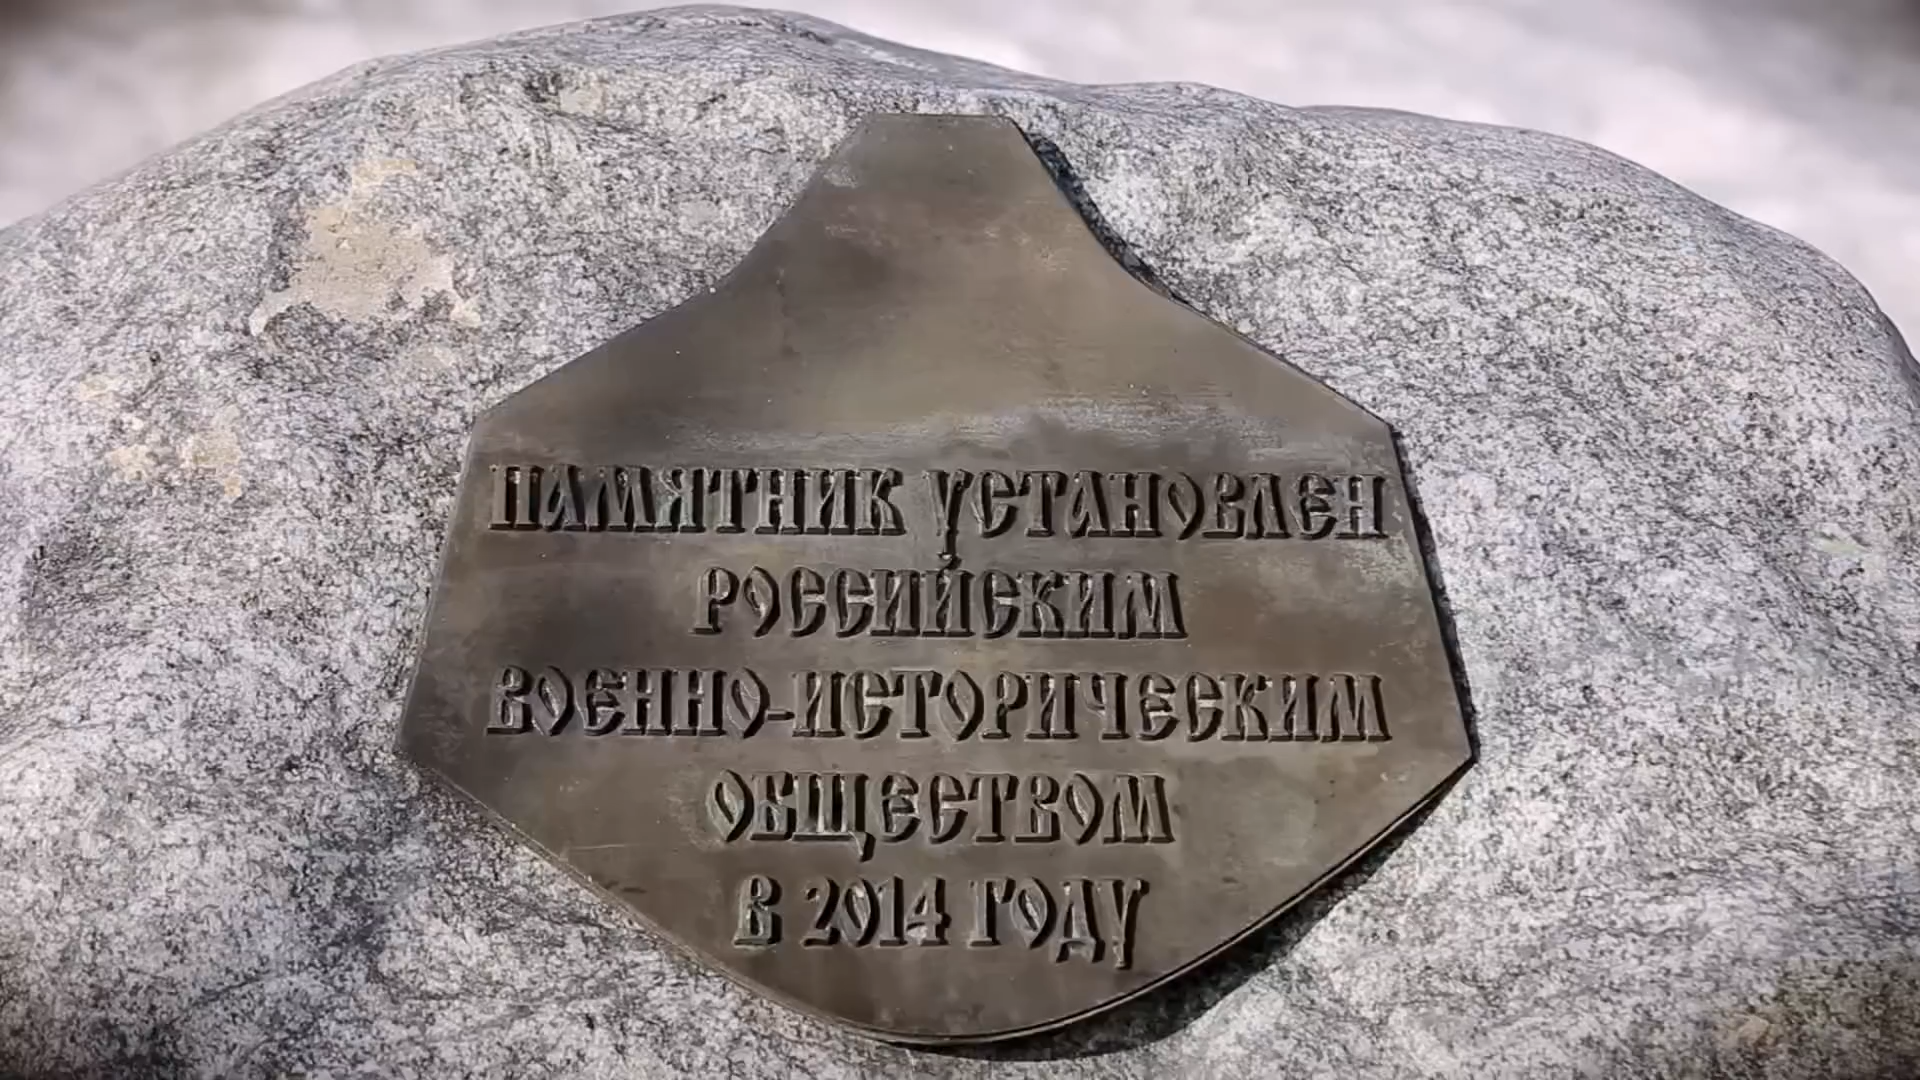 ПАМЯТНИК УСТАНОВЛЕН
РОССИЙСКИМ
ВОЕННО-ИСТОРИЧЕСКИМ
ОБЩЕСТВОМ
В 2014 ГОДУ